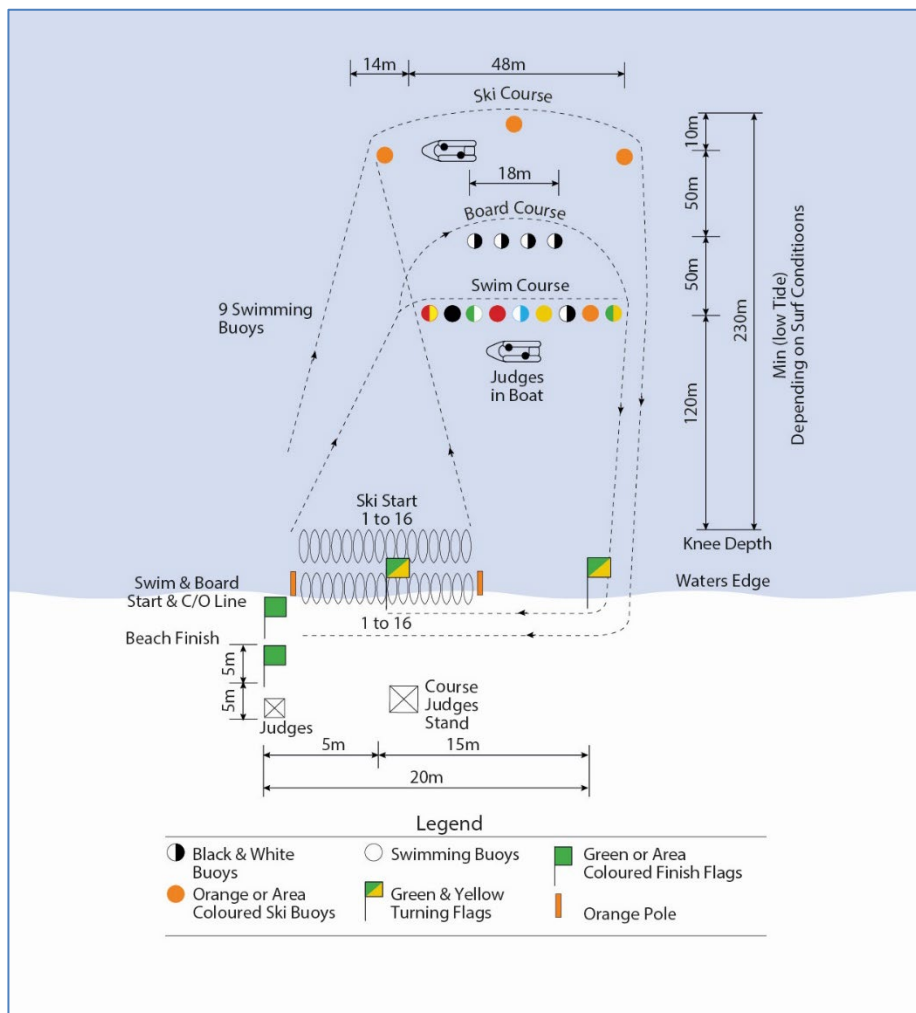 14m
48m
Ski Course
10m
18m
50m
Board Course
50m
Swim Course
9 Swimming
Buoys
230m
Min (low Tide)
Depending on Surf Conditioons
Judges
in Boat
120m
Ski Start
1 to 16
Knee Depth
Swim & Board
Start & C/O Line
Waters Edge
1 to 16
Beach Finish
5m
5m
Course
Judges
Stand
Judges
5m
15m
20m
Legend
Black & White
Buoys
Swimming Buoys
Green or Area
Coloured Finish Flags
Orange or Area
Coloured Ski Buoys
Green & Yellow
Turning Flags
Orange Pole